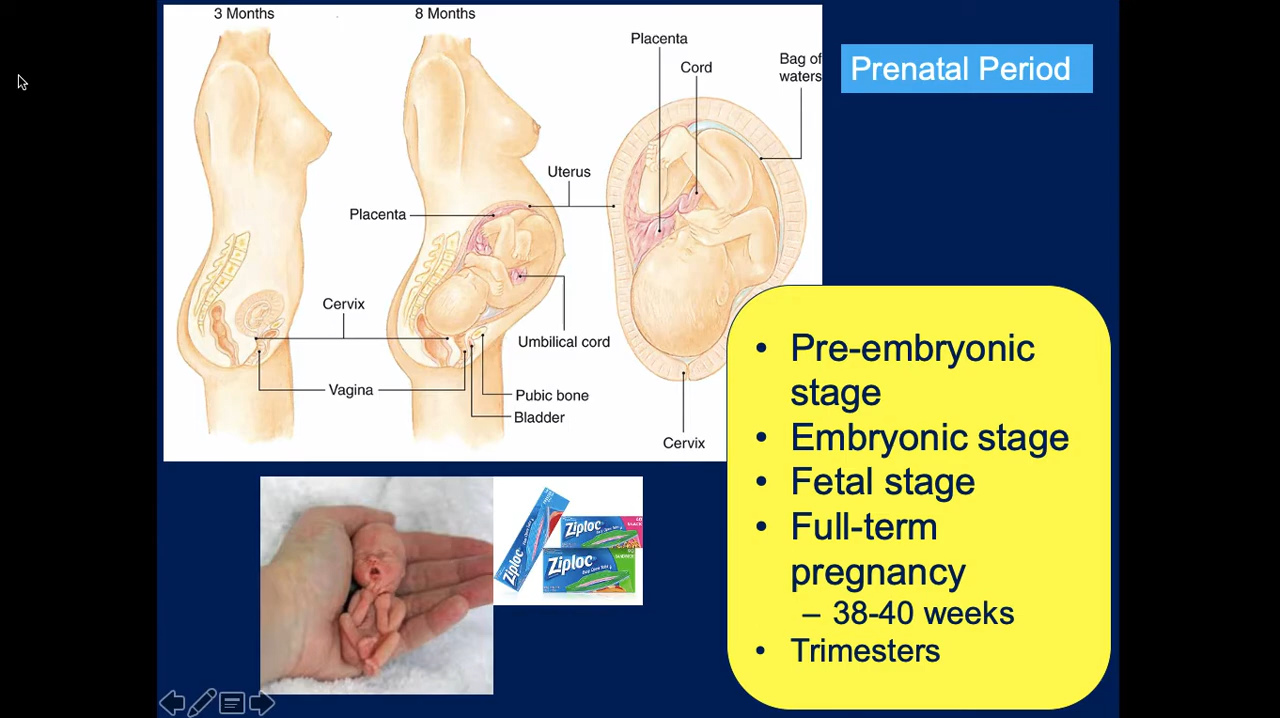 3 Months
8 Months
Placenta
Cord
Bag of
waters
Prenatal Period
Uterus
Placenta
Cervix
Umbilical cord
Vagina
Pubic bone
Bladder
Cervix
• Pre-embryonic
stage
• Embryonic stage
• Fetal stage
• Full-term
pregnancy
– 38-40 weeks
• Trimesters
Ziploc
Ziploc
Ziploc